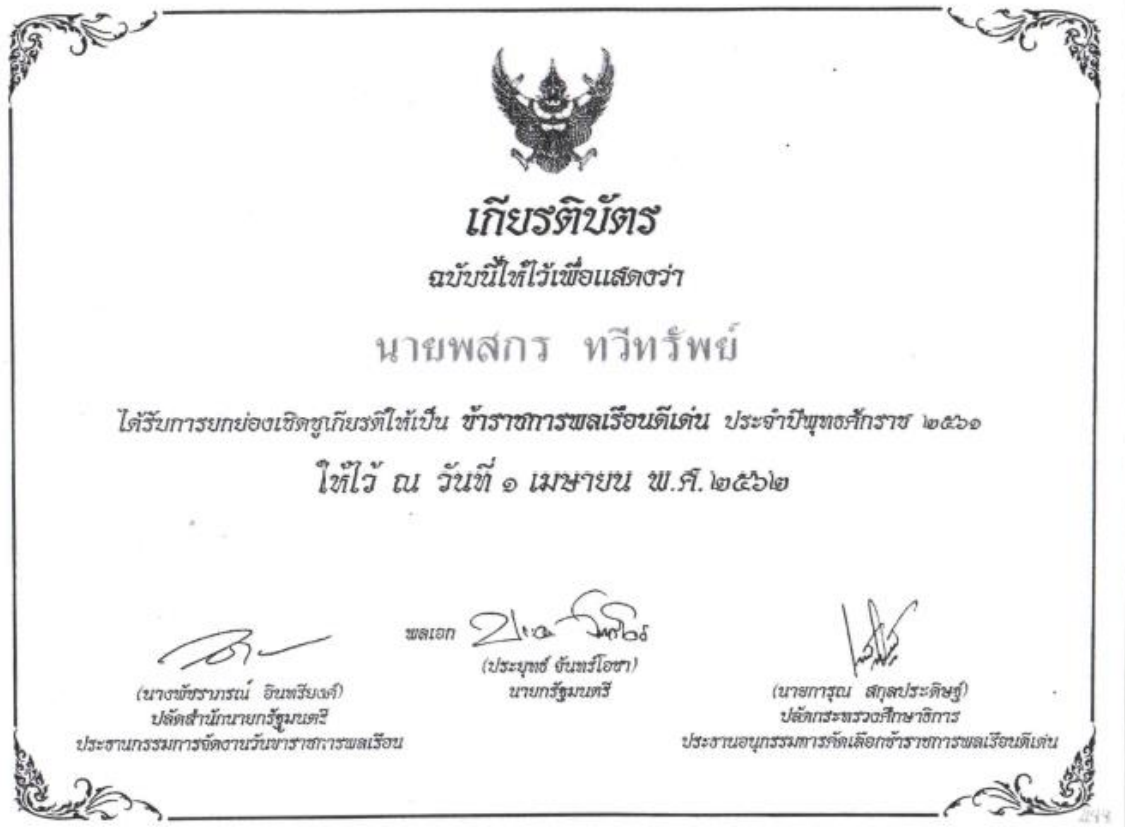 เกียรติบัตร
ฉบับนี้ให้ไว้เพื่อแสดงว่า
นายพสกร ทวีทรัพย์
ได้รับการยกย่องเชิดชูเกียรติให้เป็น ข้าราชการพลเรือนดีเด่น ประจำปีพุทธศักราช ๒๕๖๑
ให้ไว้ ณ วันที่ ๑ เมษายน พ.ศ. ๒๕๖๒
พลเอก
(ประยุทธ์ จันทร์โอชา)
นายกรัฐมนตรี
(นางพัชราภรณ์ อินทรียงค์)
ปลัดสำนักนายกรัฐมนตรี
ประธานกรรมการจัดงานวันข้าราชการพลเรือน
(นายการุณ สกุลประดิษฐ์)
ปลัดกระทรวงศึกษาธิการ
ประธานอนุกรรมการคัดเลือกข้าราชการพลเรือนดีเด่น